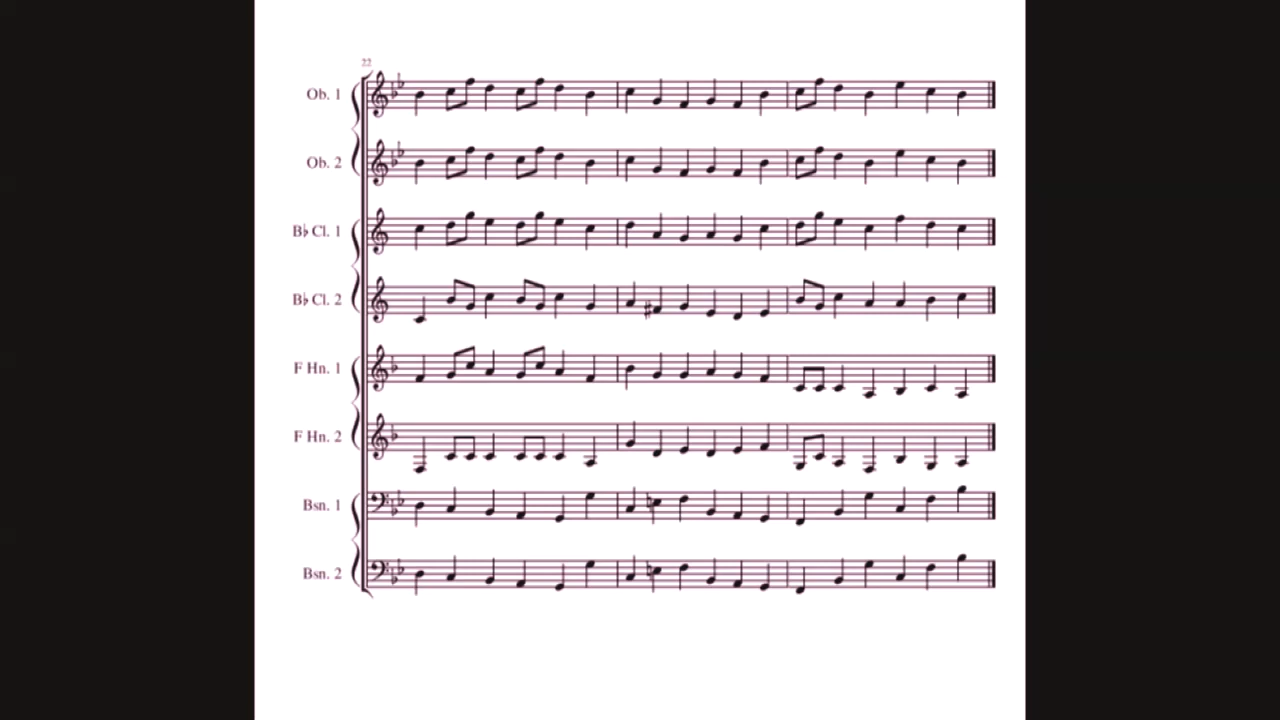 22
Ob. 1
Ob. 2
B♭ Cl. 1
B♭ Cl. 2
F Hn. 1
F Hn. 2
Bsn. 1
Bsn. 2